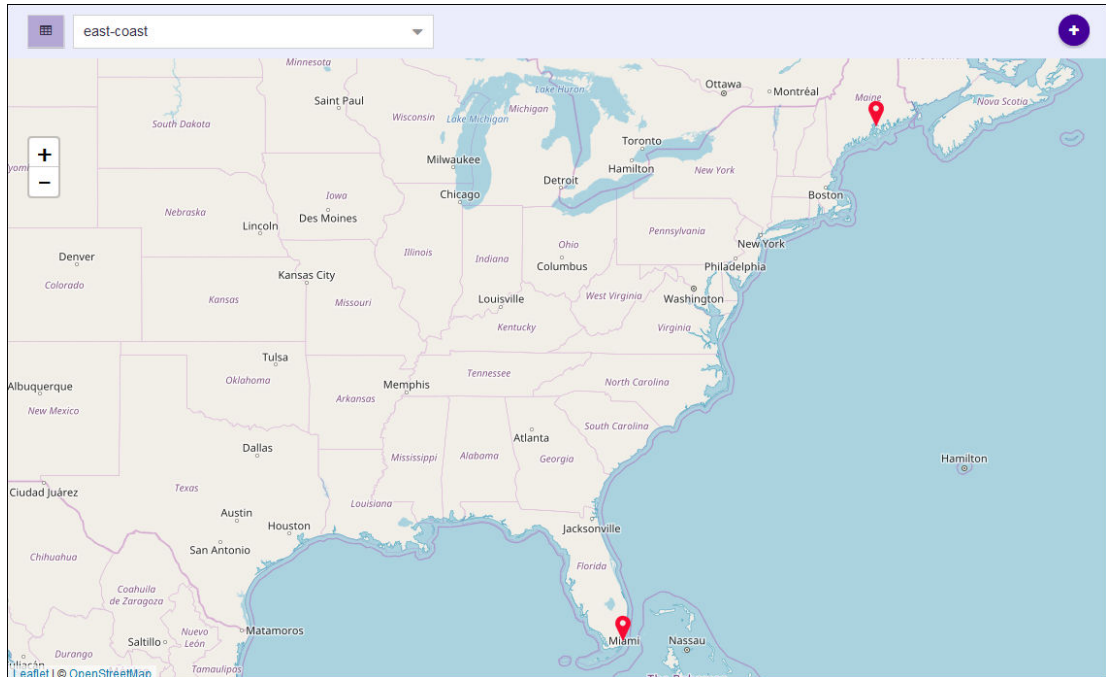 east-coast
+
Minnesota
Ottawa
Montréal
Maine
Nova Scotia
Saint Paul
Wisconsin
Lake Huron
Michigan
Lake Michigan
South Dakota
Toronto
Hamilton
New York
+
−
Milwaukee
Detroit
Chicago
Boston
Iowa
Des Moines
Nebraska
Lincoln
Pennsylvania
New York
Ohio
Columbus
Illinois
Indiana
Denver
Colorado
Kansas City
Philadelphia
Kansas
Missouri
Louisville
West Virginia
Washington
Kentucky
Virginia
Tulsa
Oklahoma
Tennessee
North Carolina
Albuquerque
New Mexico
Memphis
Arkansas
South Carolina
Atlanta
Georgia
Dallas
Mississippi
Alabama
Hamilton
Ciudad Juárez
Texas
Louisiana
Austin
Houston
Jacksonville
San Antonio
Chihuahua
Florida
Coahuila
de Zaragoza
Matamoros
Nuevo
León
Saltillo
Miami
Nassau
Durango
Tamaulipas
Leaflet | © OpenStreetMap